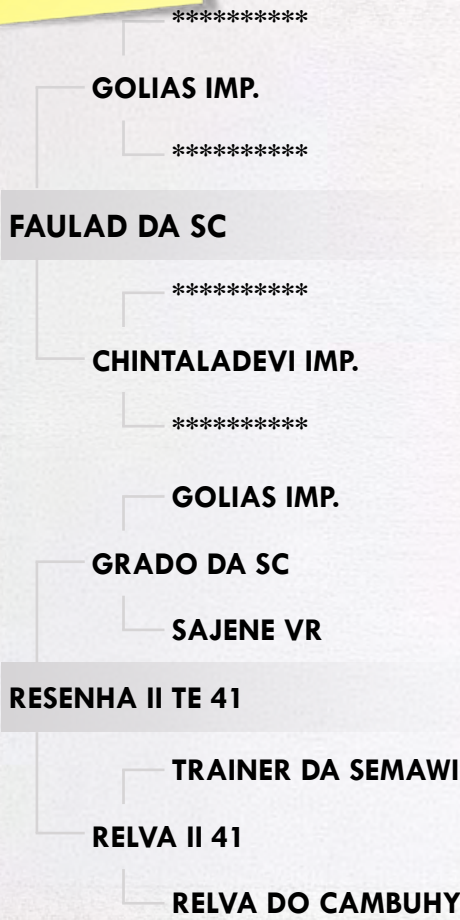 **********
GOLIAS IMP.
**********
FAULAD DA SC
**********
CHINTALADEVI IMP.
**********
GOLIAS IMP.
GRADO DA SC
SAJENE VR
RESENHA II TE 41
TRAINER DA SEMAWI
RELVA II 41
RELVA DO CAMBUHY